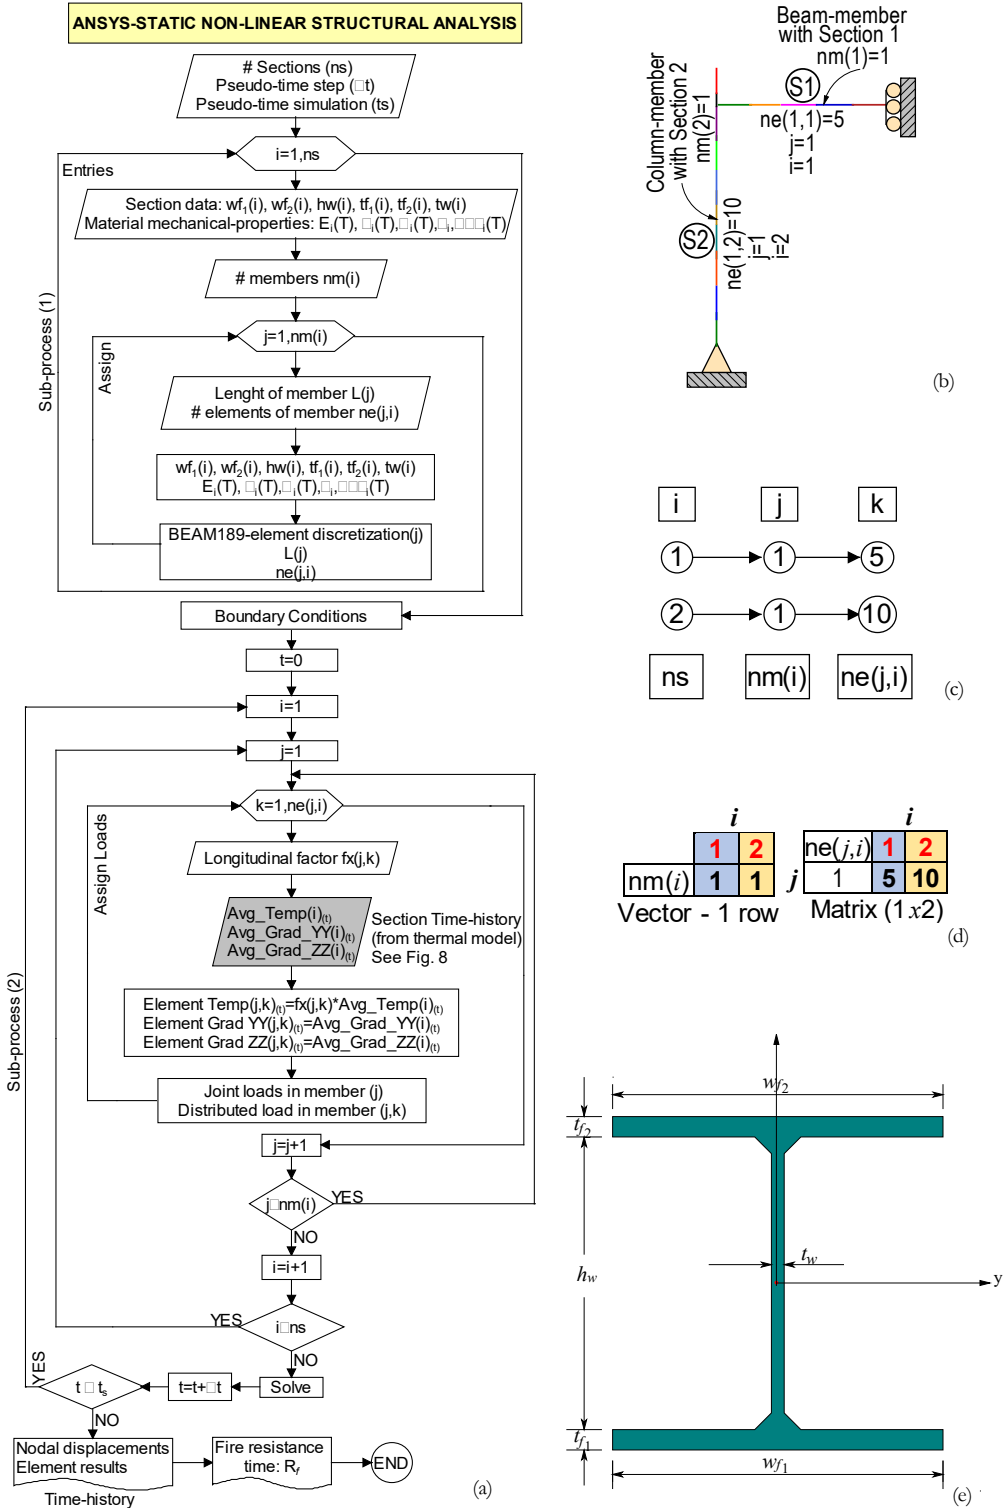 ANSYS-STATIC NON-LINEAR STRUCTURAL ANALYSIS
# Sections (ns)
Pseudo-time step (□t)
Pseudo-time simulation (ts)
i=1,ns
Entries
Section data: wf1(i), wf2(i), hw(i), tf1(i), tf2(i), tw(i)
Material mechanical-properties: Ei(T), □i(T),□i(T),□i,□□□i(T)
# members nm(i)
Sub-process (1)
j=1,nm(i)
Assign
Lenght of member L(j)
# elements of member ne(j,i)
wf1(i), wf2(i), hw(i), tf1(i), tf2(i), tw(i)
Ei(T), □i(T),□i(T),□i,□□□i(T)
BEAM189-element discretization(j)
L(j)
ne(j,i)
Boundary Conditions
t=0
i=1
j=1
k=1,ne(j,i)
Assign Loads
Longitudinal factor fx(j,k)
Avg_Temp(i)(t)
Avg_Grad_YY(i)(t)
Avg_Grad_ZZ(i)(t)
Section Time-history
(from thermal model)
See Fig. 8
Sub-process (2)
Element Temp(j,k)(t)=fx(j,k)*Avg_Temp(i)(t)
Element Grad YY(j,k)(t)=Avg_Grad_YY(i)(t)
Element Grad ZZ(j,k)(t)=Avg_Grad_ZZ(i)(t)
Joint loads in member (j)
Distributed load in member (j,k)
j=j+1
j□nm(i)
YES
NO
i=i+1
YES
i□ns
NO
YES
t □ ts
t=t+□t
Solve
NO
Nodal displacements
Element results
Time-history
Fire resistance
time: Rf
END
(a)
Beam-member
with Section 1
nm(1)=1
S1
ne(1,1)=5
j=1
i=1
Column-member
with Section 2
nm(2)=1
S2
ne(1,2)=10
j=1
i=2
(b)
i
j
k
1
1
5
2
1
10
ns
nm(i)
ne(j,i)
(c)
i
1 2
nm(i) 1 1
Vector - 1 row
i
ne(j,i) 1 2
j 1 5 10
Matrix (1x2)
(d)
wf2
tf2
hw
tw
y
tf1
wf1
(e)